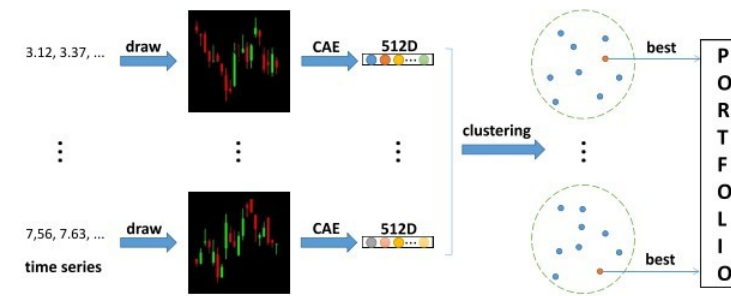 3.12, 3.37, ...
draw
CAE
512D
...
clustering
best
7,56, 7.63, ...
draw
CAE
512D
...
best
time series
PORTFOLIO